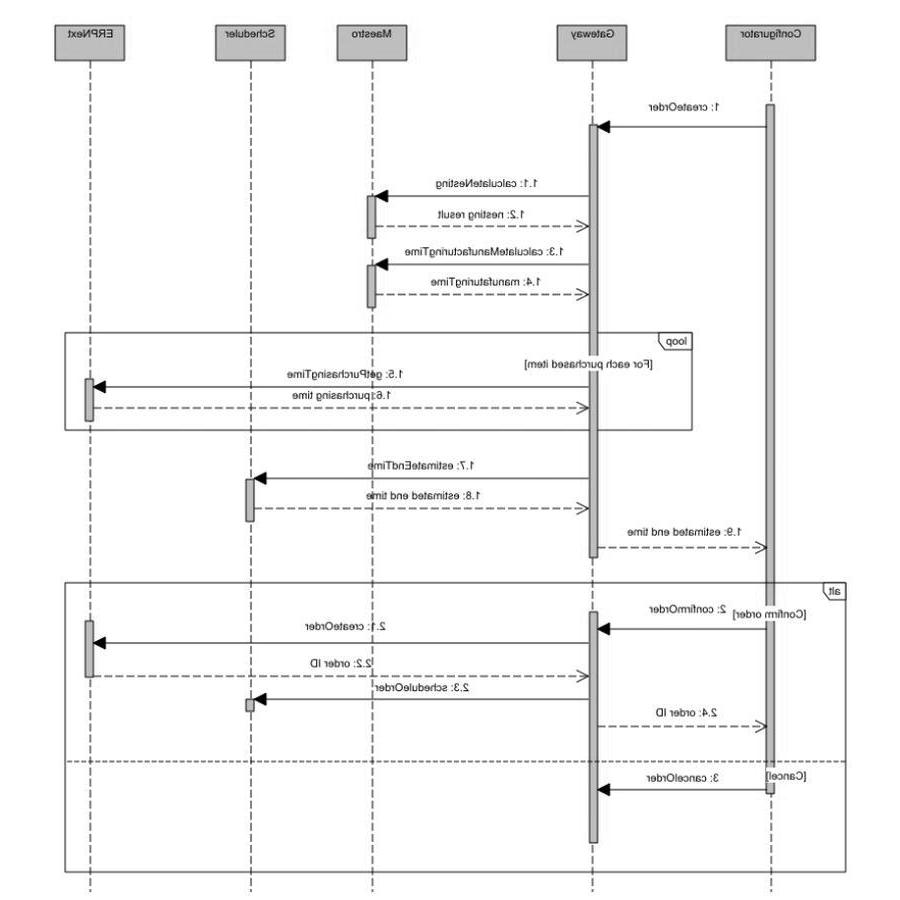 Configurator
Gateway
Maestro
Scheduler
ERPNext
1: createOrder
1.1: calculateNesting
1.2: nesting result
1.3: calculateManufacturingTime
1.4: manufaturingTime
loop
[For each purchased item]
1.5: getPurchasingTime
1.6: purchasing time
1.7: estimateEndTime
1.8: estimated end time
1.9: estimated end time
alt
[Confirm order]
2: confirmOrder
2.1: createOrder
2.2: order ID
2.3: scheduleOrder
2.4: order ID
[Cancel]
3: cancelOrder